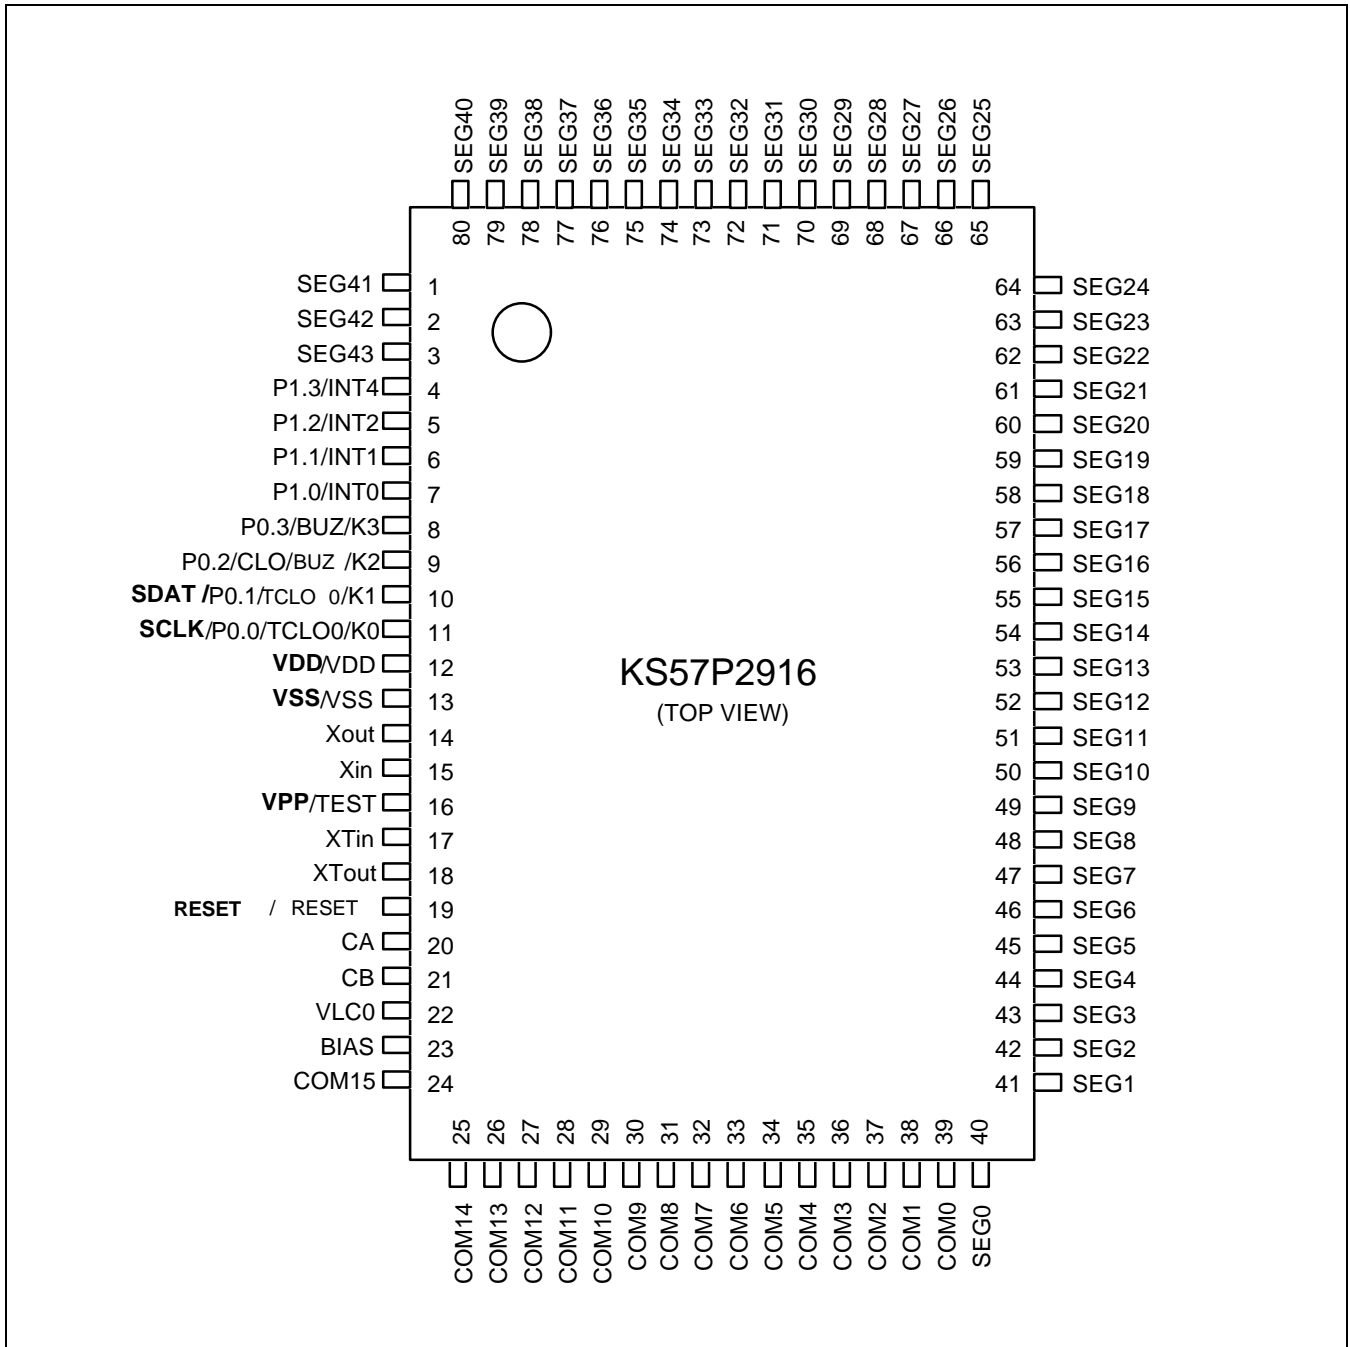 SEG40 SEG39 SEG38 SEG37 SEG36 SEG35 SEG34 SEG33 SEG32 SEG31 SEG30 SEG29 SEG28 SEG27 SEG26 SEG25
80 79 78 77 76 75 74 73 72 71 70 69 68 67 66 65
SEG41 1 64 SEG24
SEG42 2 63 SEG23
SEG43 3 62 SEG22
P1.3/INT4 4 61 SEG21
P1.2/INT2 5 60 SEG20
P1.1/INT1 6 59 SEG19
P1.0/INT0 7 58 SEG18
P0.3/BUZ/K3 8 57 SEG17
P0.2/CLO/BUZ /K2 9 56 SEG16
SDAT /P0.1/TCLO 0/K1 10 55 SEG15
SCLK/P0.0/TCLO0/K0 11 54 SEG14
VDD/VDD 12 53 SEG13
VSS/VSS 13 52 SEG12
KS57P2916
(TOP VIEW)
Xout 14 51 SEG11
Xin 15 50 SEG10
VPP/TEST 16 49 SEG9
XTin 17 48 SEG8
XTout 18 47 SEG7
RESET / RESET 19 46 SEG6
CA 20 45 SEG5
CB 21 44 SEG4
VLC0 22 43 SEG3
BIAS 23 42 SEG2
COM15 24 41 SEG1
25 26 27 28 29 30 31 32 33 34 35 36 37 38 39 40
COM14 COM13 COM12 COM11 COM10 COM9 COM8 COM7 COM6 COM5 COM4 COM3 COM2 COM1 COM0 SEG0